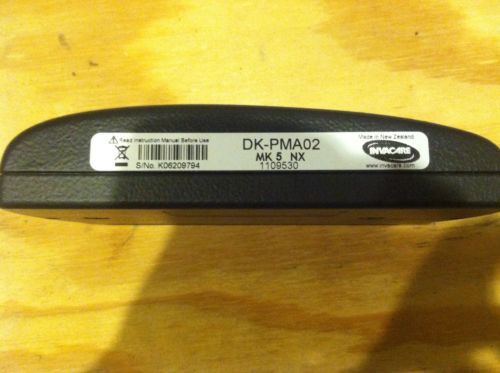 Read Instruction Manual Before Use
S/No. K06209794
DK-PMA02
MK 5 NX
1109530
Made in New Zealand
INVACARE
www.invacare.com